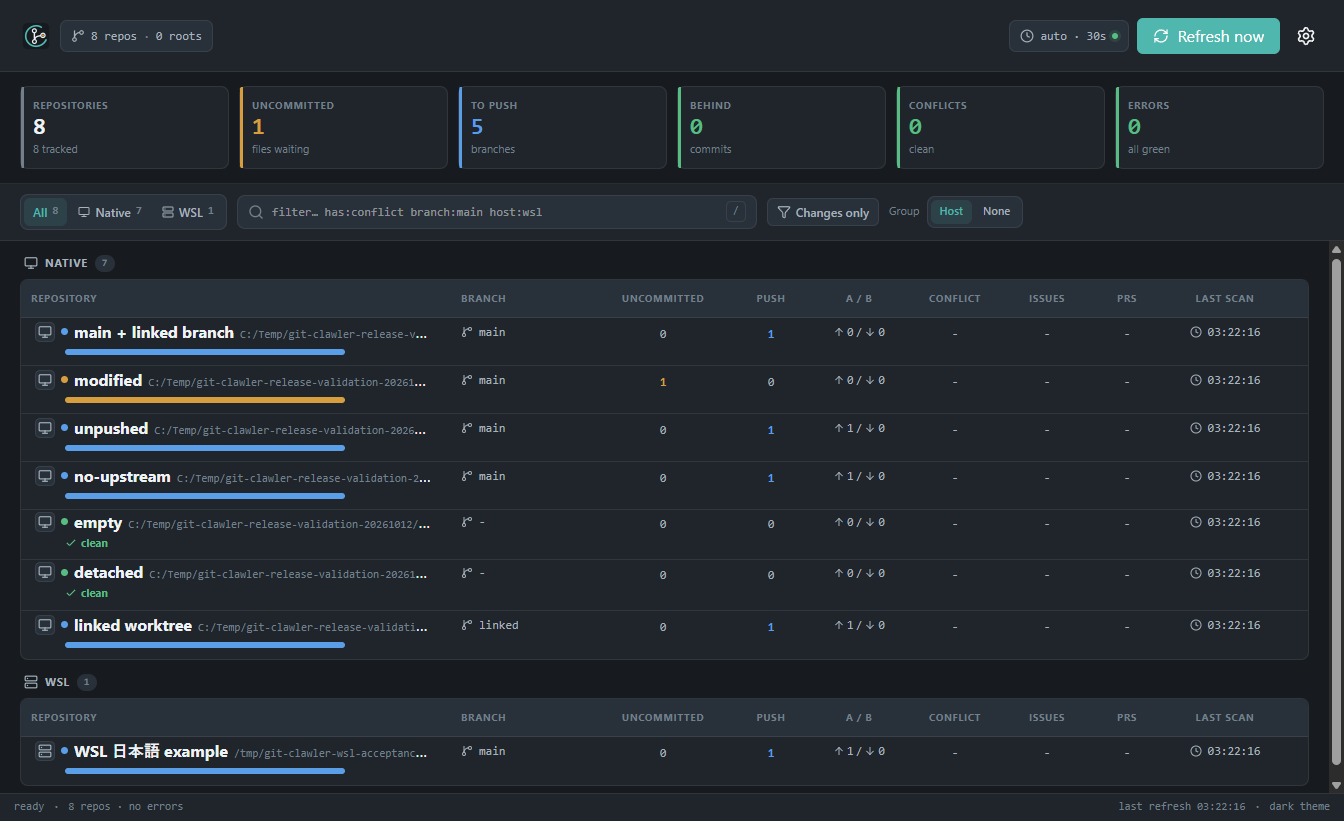 8 repos · 0 roots
auto · 30s
Refresh now
REPOSITORIES
8
8 tracked
UNCOMMITTED
1
files waiting
TO PUSH
5
branches
BEHIND
0
commits
CONFLICTS
0
clean
ERRORS
0
all green
All 8
Native 7
WSL 1
filter… has:conflict branch:main host:wsl
/
Changes only
Group
Host
None
NATIVE 7
REPOSITORY BRANCH UNCOMMITTED PUSH A / B CONFLICT ISSUES PRS LAST SCAN
main + linked branch C:/Temp/git-clawler-release-v... main 0 1 ↑ 0 / ↓ 0 - - - 03:22:16
modified C:/Temp/git-clawler-release-validation-20261... main 1 0 ↑ 0 / ↓ 0 - - - 03:22:16
unpushed C:/Temp/git-clawler-release-validation-2026... main 0 1 ↑ 1 / ↓ 0 - - - 03:22:16
no-upstream C:/Temp/git-clawler-release-validation-2... main 0 1 ↑ 1 / ↓ 0 - - - 03:22:16
empty C:/Temp/git-clawler-release-validation-20261012/... - 0 0 ↑ 0 / ↓ 0 - - - 03:22:16
✓ clean
detached C:/Temp/git-clawler-release-validation-20261... - 0 0 ↑ 0 / ↓ 0 - - - 03:22:16
✓ clean
linked worktree C:/Temp/git-clawler-release-validati... linked 0 1 ↑ 1 / ↓ 0 - - - 03:22:16
WSL 1
REPOSITORY BRANCH UNCOMMITTED PUSH A / B CONFLICT ISSUES PRS LAST SCAN
WSL 日本語 example /tmp/git-clawler-wsl-acceptanc... main 0 1 ↑ 1 / ↓ 0 - - - 03:22:16
ready · 8 repos · no errors
last refresh 03:22:16 · dark theme